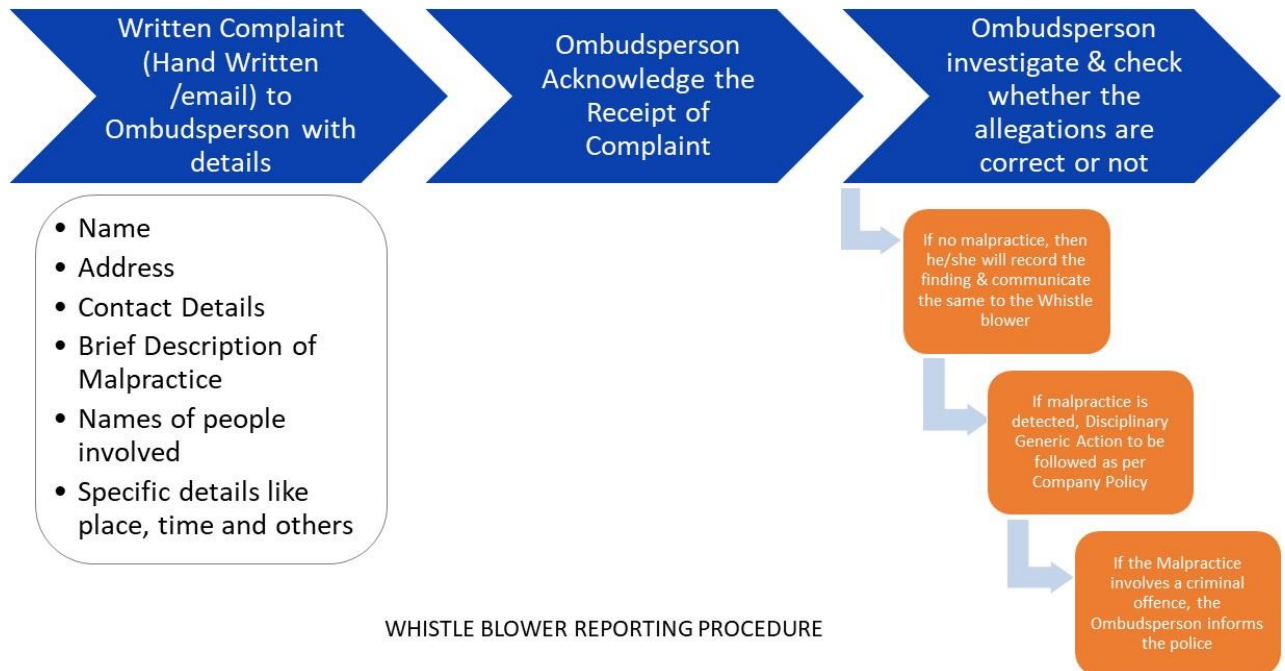 Written Complaint
(Hand Written
/email) to
Ombudsperson with
details
Ombudsperson
Acknowledge the
Receipt of
Complaint
Ombudsperson
investigate & check
whether the
allegations are
correct or not
• Name
• Address
• Contact Details
• Brief Description of
Malpractice
• Names of people
involved
• Specific details like
place, time and others
If no malpractice, then
he/she will record the
finding & communicate
the same to the Whistle
blower
If malpractice is
detected, Disciplinary
Generic Action to be
followed as per
Company Policy
If the Malpractice
involves a criminal
offence, the
Ombudsperson informs
the police
WHISTLE BLOWER REPORTING PROCEDURE